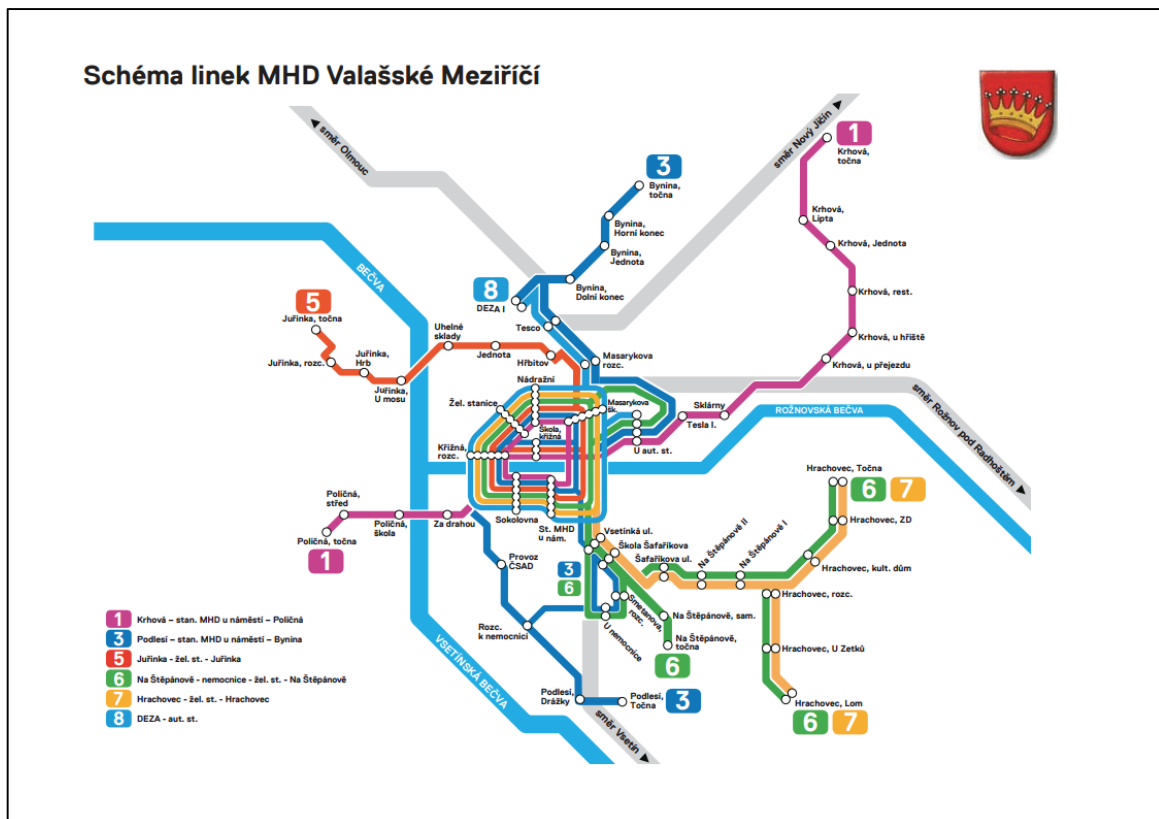 Schéma linek MHD Valašské Meziříčí
směr Olmouc
směr Nový Jičín
1
Krhová,
točna
3
Bynina,
točna
Krhová,
Lipta
Bynina,
Horní konec
Krhová, Jednota
Bynina,
Jednota
BEČVA
8
DEZA I
Bynina,
Dolní konec
Krhová, rest.
5
Juřinka, točna
Uhelné
sklady
Tesco
Krhová, u hřiště
Juřinka, rozc.
Juřinka,
Hrb
Jednota
Hřbitov
Masarykova
rozc.
Krhová, u přejezdu
Juřinka,
U mosu
směr Rožnov pod Radhoštěm
Nádražní
Žel. stanice
Masarykova
šk.
Sklárny
Tesla I.
ROŽNOVSKÁ BEČVA
Škola,
křižná
Křižná,
rozc.
U aut. st.
Hrachovec, Točna
6
7
Poličná,
střed
Poličná,
škola
Za drahou
Sokolovna
St. MHD
u nám.
Hrachovec, ZD
Poličná, točna
1
Vsetinká ul.
Škola Šafaříkova
Šafaříkova ul.
Na Štěpánově II
Na Štěpánově I
Hrachovec, kult. dům
Provoz
ČSAD
3
6
Smetanova,
rozc.
Hrachovec, rozc.
Na Štěpánově, sam.
Rozc.
k nemocnici
U nemocnice
Na Štěpánově,
točna
6
Hrachovec, U Zetků
VSETÍNSKÁ BEČVA
Podlesí,
Drážky
Podlesí,
Točna
3
Hrachovec, Lom
6
7
směr Vsetín
1 Krhová – stan. MHD u náměstí – Poličná
3 Podlesí – stan. MHD u náměstí – Bynina
5 Juřinka - žel. st. - Juřinka
6 Na Štěpánově - nemocnice - žel. st. - Na Štěpánově
7 Hrachovec - žel. st. - Hrachovec
8 DEZA - aut. st.